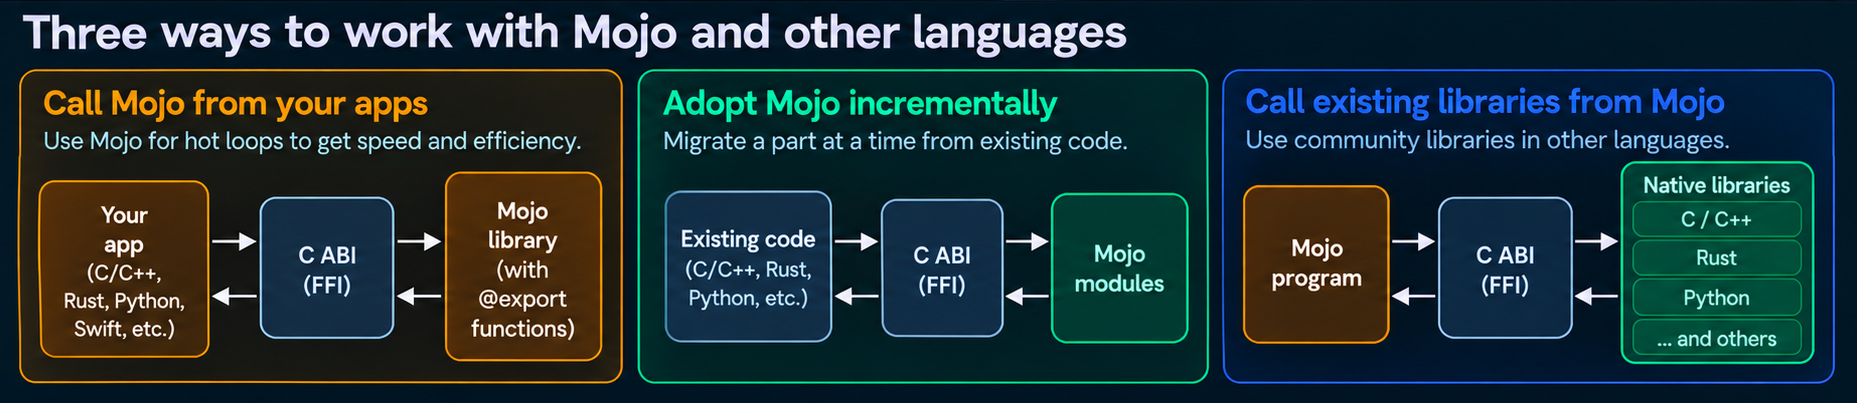 Three ways to work with Mojo and other languages
Call Mojo from your apps
Use Mojo for hot loops to get speed and efficiency.
Your
app
(C/C++,
Rust, Python,
Swift, etc.)
C ABI
(FFI)
Mojo
library
(with
@export
functions)
Adopt Mojo incrementally
Migrate a part at a time from existing code.
Existing code
(C/C++, Rust,
Python, etc.)
C ABI
(FFI)
Mojo
modules
Call existing libraries from Mojo
Use community libraries in other languages.
Mojo
program
C ABI
(FFI)
Native libraries
C / C++
Rust
Python
... and others